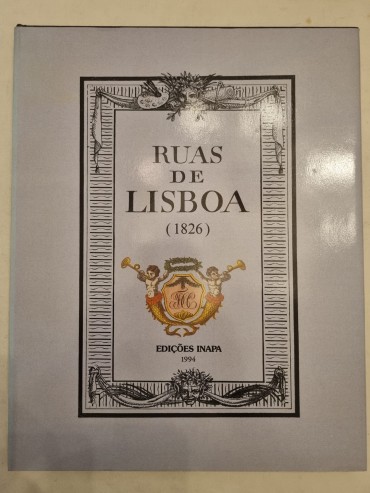 RUAS
DE
LISBOA
(1826)
EDIÇÕES INAPA
1994